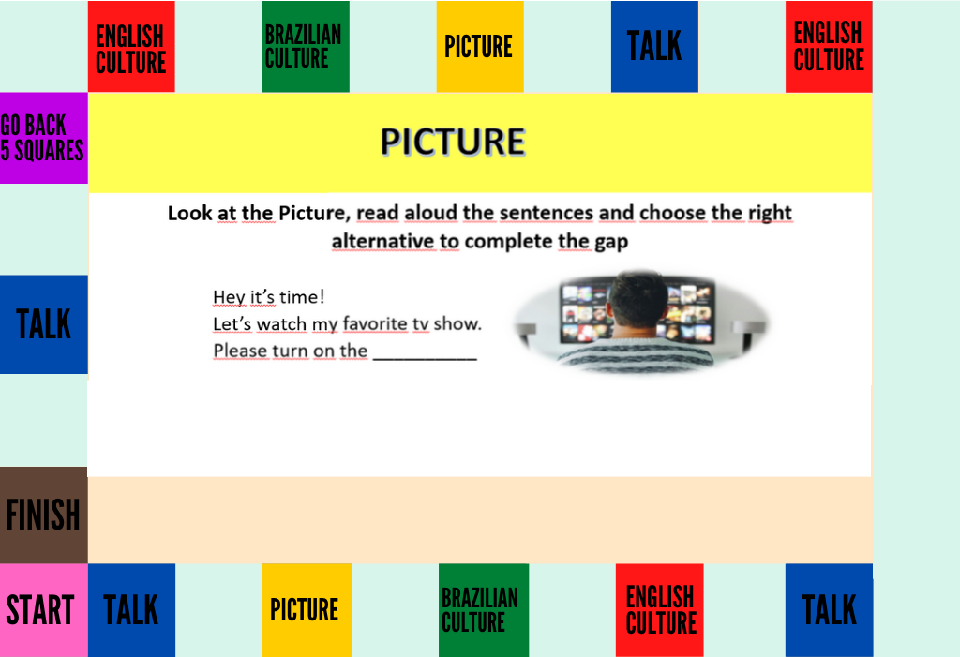 ENGLISH
CULTURE
BRAZILIAN
CULTURE
PICTURE
TALK
ENGLISH
CULTURE
GO BACK
5 SQUARES
PICTURE
Look at the Picture, read aloud the sentences and choose the right
alternative to complete the gap
Hey it's time!
Let's watch my favorite tv show.
Please turn on the __________
TALK
FINISH
START
TALK
PICTURE
BRAZILIAN
CULTURE
ENGLISH
CULTURE
TALK